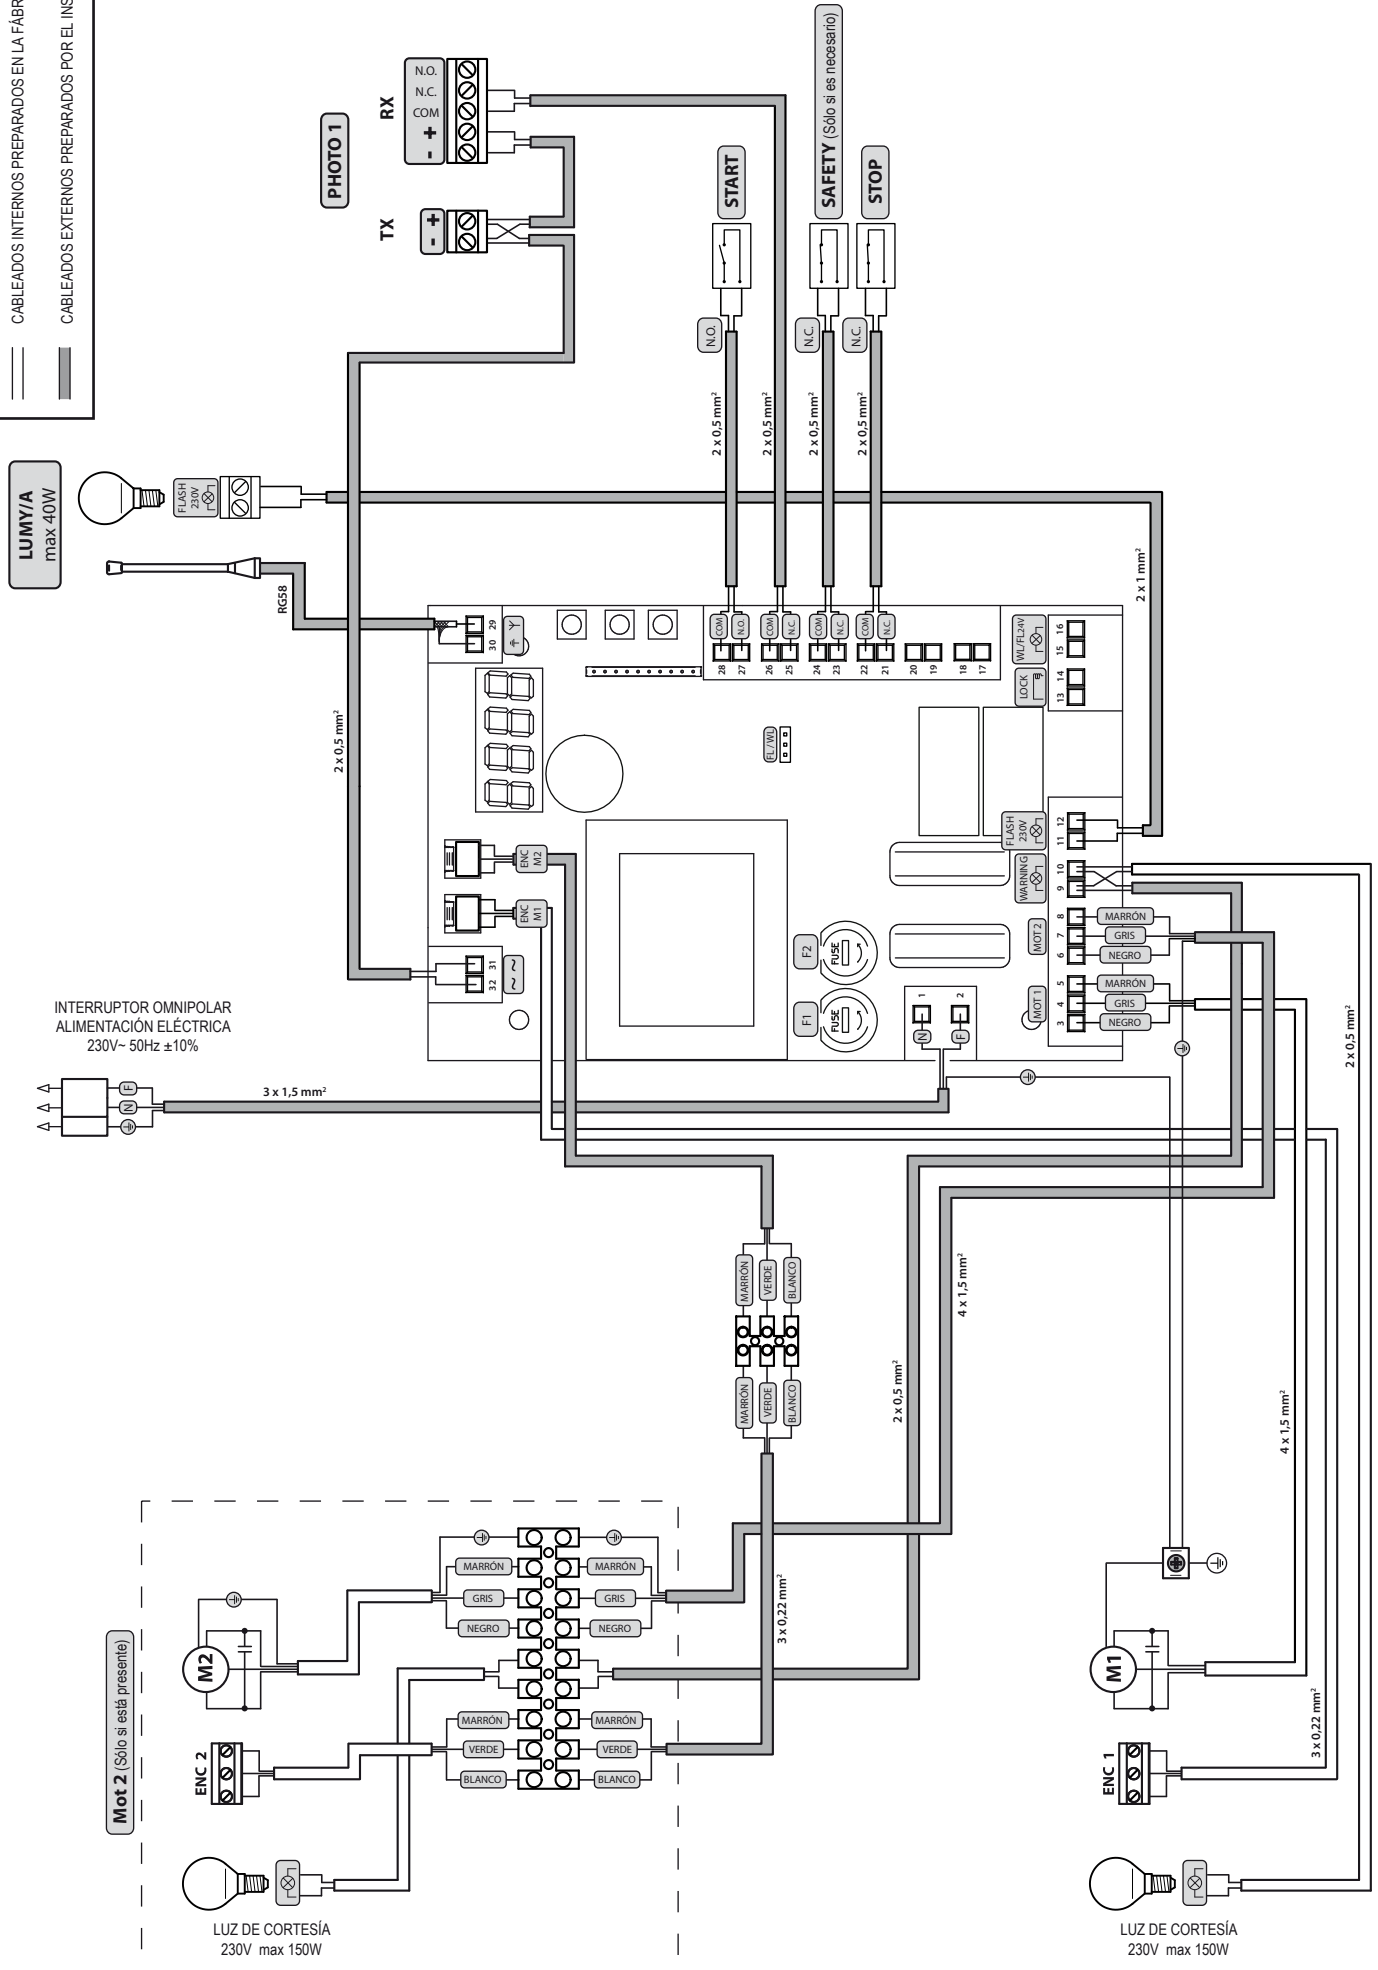 CABLEADOS INTERNOS PREPARADOS EN LA
CABLEADOS EXTERNOS PREPARADOS POR EL
LUMY/A
max 40W
FLASH
230V
RG58
PHOTO 1
RX
N.O.
N.C.
COM
+
-
TX
+
-
START
SAFETY (Sólo si es necesario)
STOP
N.O.
N.C.
N.C.
2 x 0,5 mm²
2 x 0,5 mm²
2 x 0,5 mm²
2 x 0,5 mm²
2 x 0,5 mm²
2 x 1 mm²
29
30
COM
N.O.
COM
N.C.
COM
N.C.
COM
N.C.
28
27
26
25
24
23
22
21
20
19
18
17
WL/FL24V
16
15
LOCK
14
13
FL/WL
FLASH
230V
12
11
WARNING
10
9
MOT 2
8
7
6
MARRÓN
GRIS
NEGRO
MOT 1
5
4
3
MARRÓN
GRIS
NEGRO
ENC
M2
ENC
M1
31
32
~
~
F2
FUSE
F1
FUSE
1
2
N
F
INTERRUPTOR OMNIPOLAR
ALIMENTACIÓN ELÉCTRICA
230V~ 50Hz ±10%
F
N
3 x 1,5 mm²
2 x 0,5 mm²
MARRÓN
VERDE
BLANCO
MARRÓN
VERDE
BLANCO
4 x 1,5 mm²
2 x 0,5 mm²
4 x 1,5 mm²
3 x 0,22 mm²
3 x 0,22 mm²
Mot 2 (Sólo si está presente)
M2
MARRÓN
GRIS
NEGRO
MARRÓN
GRIS
NEGRO
ENC 2
MARRÓN
VERDE
BLANCO
MARRÓN
VERDE
BLANCO
LUZ DE CORTESÍA
230V max 150W
M1
ENC 1
LUZ DE CORTESÍA
230V max 150W